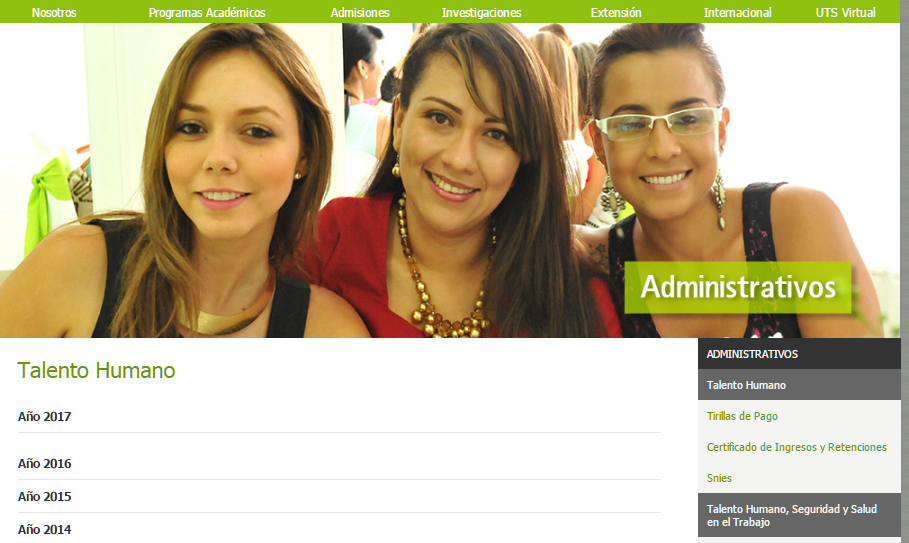 Nosotros Programas Académicos Admisiones Investigaciones Extensión Internacional UTS Virtual
Administrativos
Talento Humano
Año 2017
Año 2016
Año 2015
Año 2014
ADMINISTRATIVOS
Talento Humano
Tirillas de Pago
Certificado de Ingresos y Retenciones
Snies
Talento Humano, Seguridad y Salud
en el Trabajo